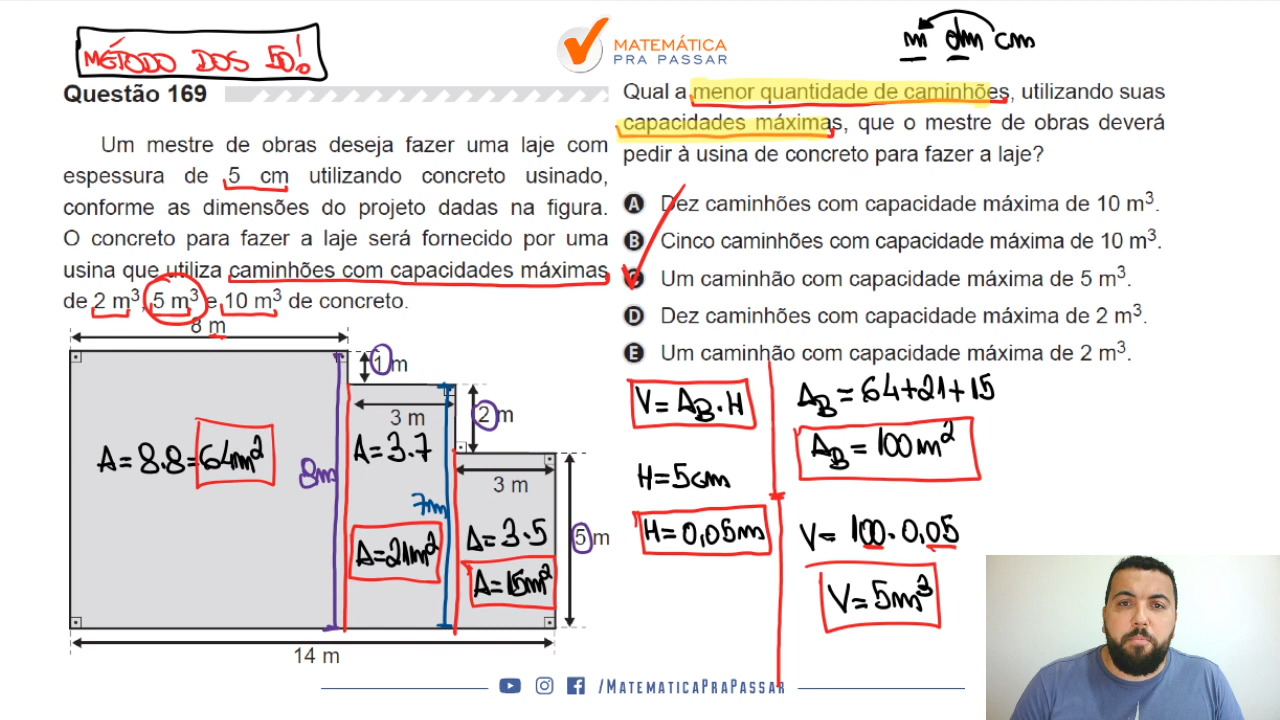 MÉTODO DOS 50!
MATEMÁTICA
PRA PASSAR
m dm cm
Questão 169
Um mestre de obras deseja fazer uma laje com
espessura de 5 cm utilizando concreto usinado,
conforme as dimensões do projeto dadas na figura.
O concreto para fazer a laje será fornecido por uma
usina que utiliza caminhões com capacidades máximas
de 2 m³, 5 m³ e 10 m³ de concreto.
8 m
1 m
3 m
2 m
A = 8.8 = 64m²
8m
A = 3.7
7m
A = 21m²
3 m
A = 3.5
A = 15m²
5 m
14 m
Qual a menor quantidade de caminhões, utilizando suas
capacidades máximas, que o mestre de obras deverá
pedir à usina de concreto para fazer a laje?
A Dez caminhões com capacidade máxima de 10 m³.
B Cinco caminhões com capacidade máxima de 10 m³.
C Um caminhão com capacidade máxima de 5 m³.
D Dez caminhões com capacidade máxima de 2 m³.
E Um caminhão com capacidade máxima de 2 m³.
V = AB . H
H = 5cm
H = 0,05m
AB = 64+21+15
AB = 100m²
V = 100.0,05
V = 5m³
/MatematicaPraPassar